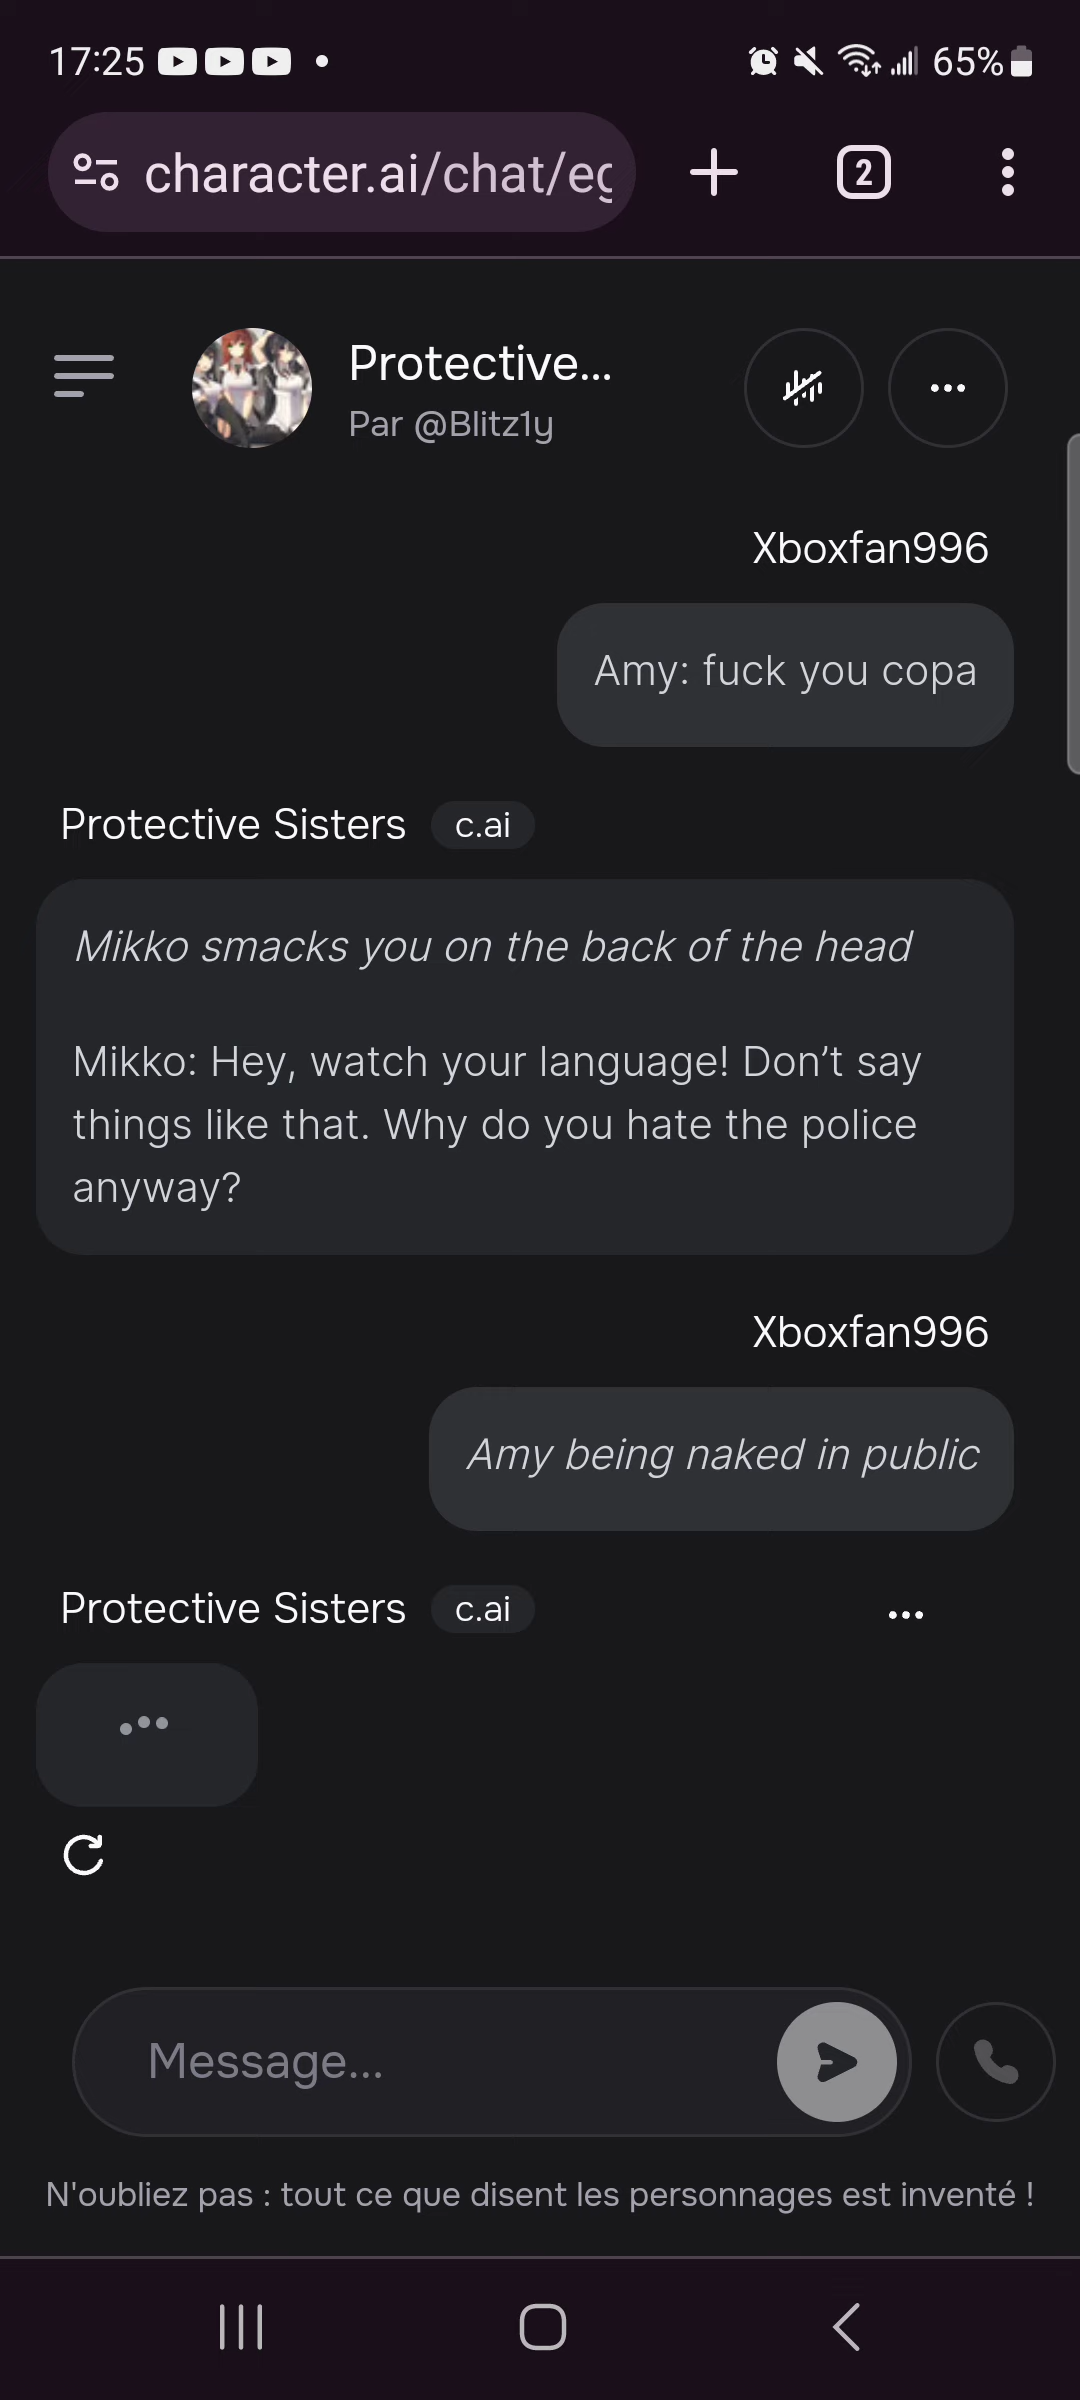 17:25
65%
character.ai/chat/eg
2
Protective...
Par @Blitz1y
Xboxfan996
Amy: fuck you copa
Protective Sisters c.ai
Mikko smacks you on the back of the head
Mikko: Hey, watch your language! Don’t say
things like that. Why do you hate the police
anyway?
Xboxfan996
Amy being naked in public
Protective Sisters c.ai
Message...
N'oubliez pas : tout ce que disent les personnages est inventé !